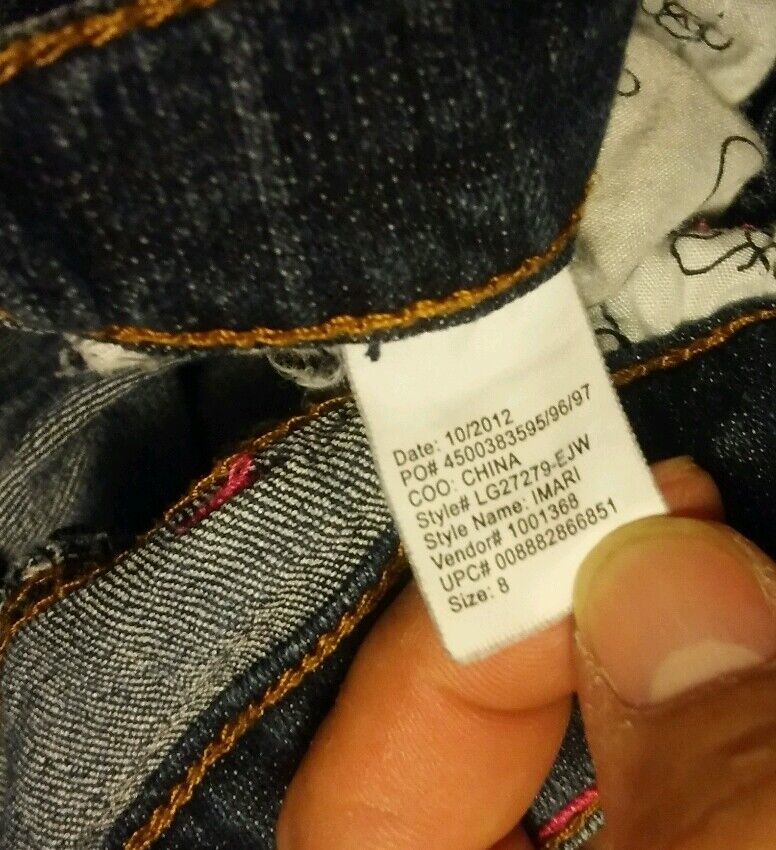 Date: 10/2012
PO# 4500383595/96/97
COO: CHINA
Style# LG27279-EJW
Style Name: IMARI
Vendor# 1001368
UPC# 008882866851
Size: 8